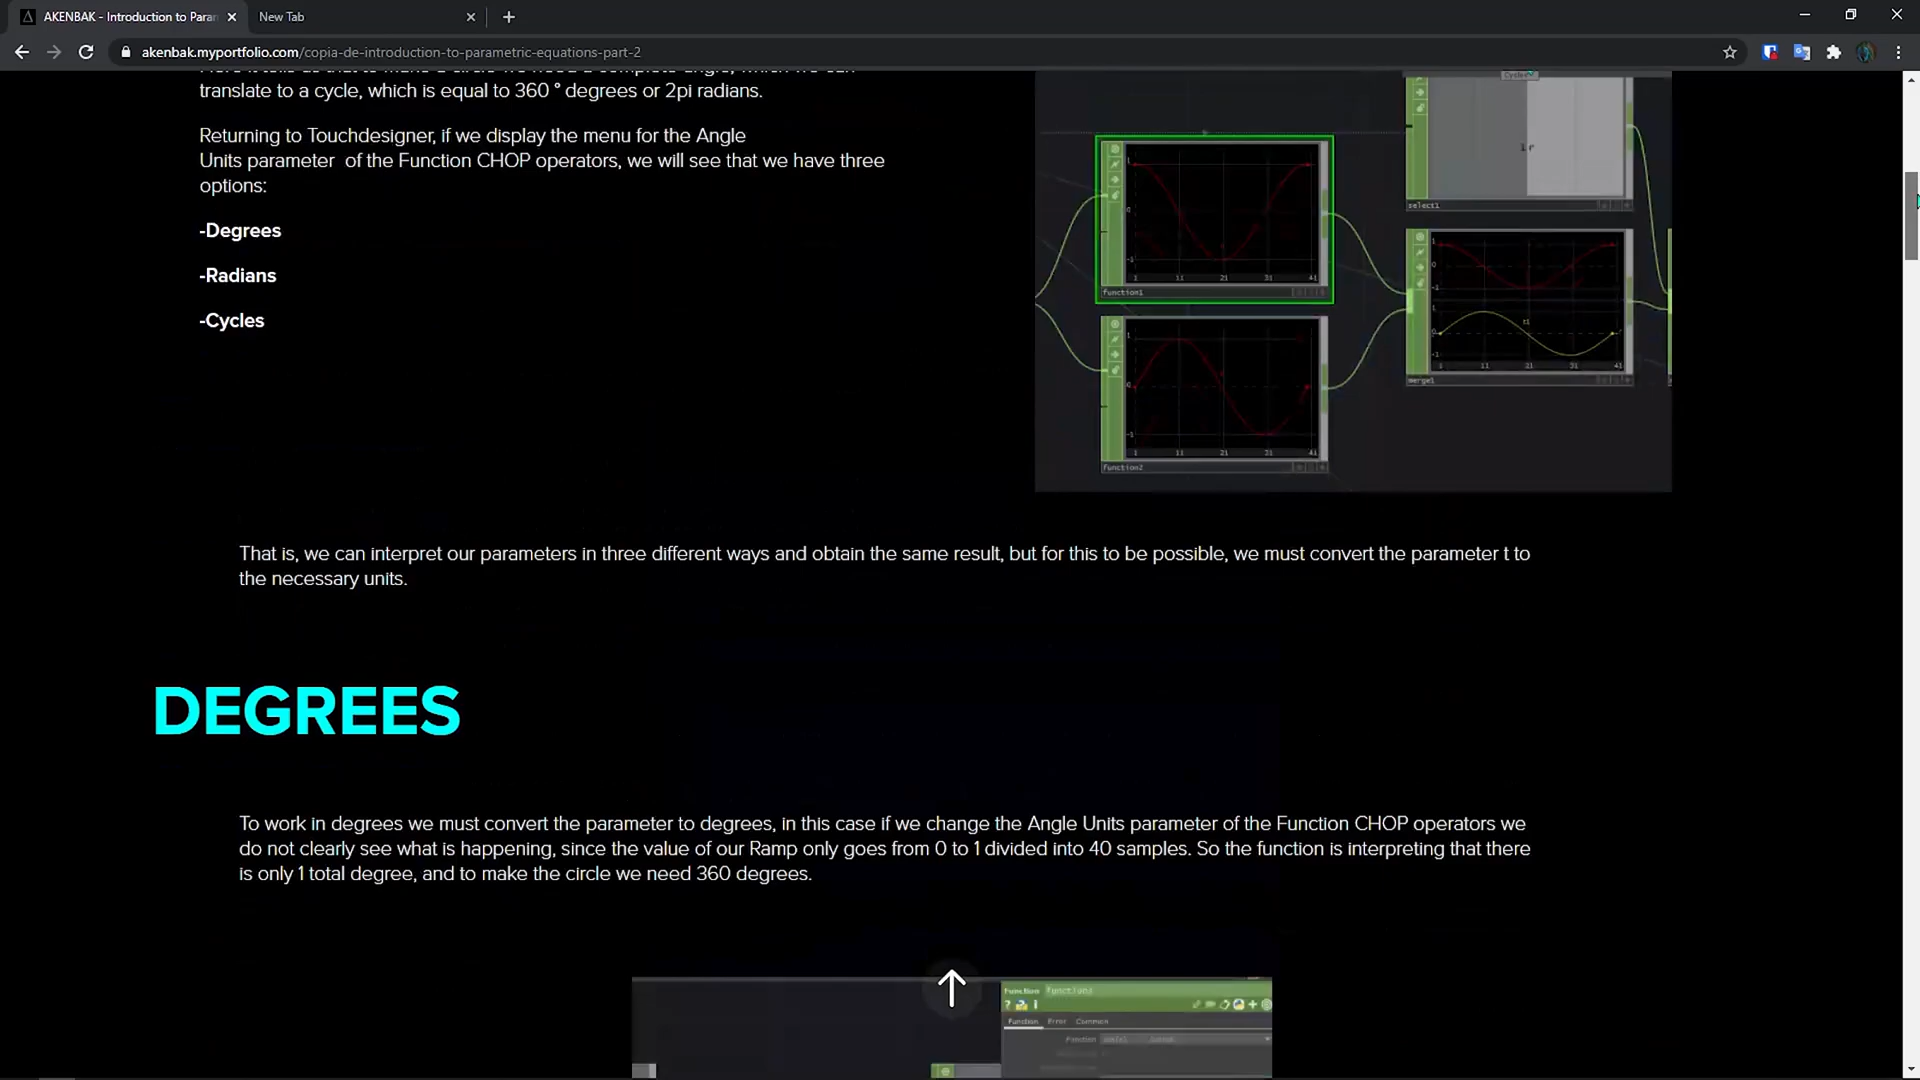 AKENBAK - Introduction to Para
New Tab
akenbak.myportfolio.com/copia-de-introduction-to-parametric-equations-part-2
translate to a cycle, which is equal to 360 ° degrees or 2pi radians.
Returning to Touchdesigner, if we display the menu for the Angle
Units parameter of the Function CHOP operators, we will see that we have three
options:
-Degrees
-Radians
-Cycles
function1
function2
select1
merge1
That is, we can interpret our parameters in three different ways and obtain the same result, but for this to be possible, we must convert the parameter t to
the necessary units.
DEGREES
To work in degrees we must convert the parameter to degrees, in this case if we change the Angle Units parameter of the Function CHOP operators we
do not clearly see what is happening, since the value of our Ramp only goes from 0 to 1 divided into 40 samples. So the function is interpreting that there
is only 1 total degree, and to make the circle we need 360 degrees.
Function
Function Error Common
Function